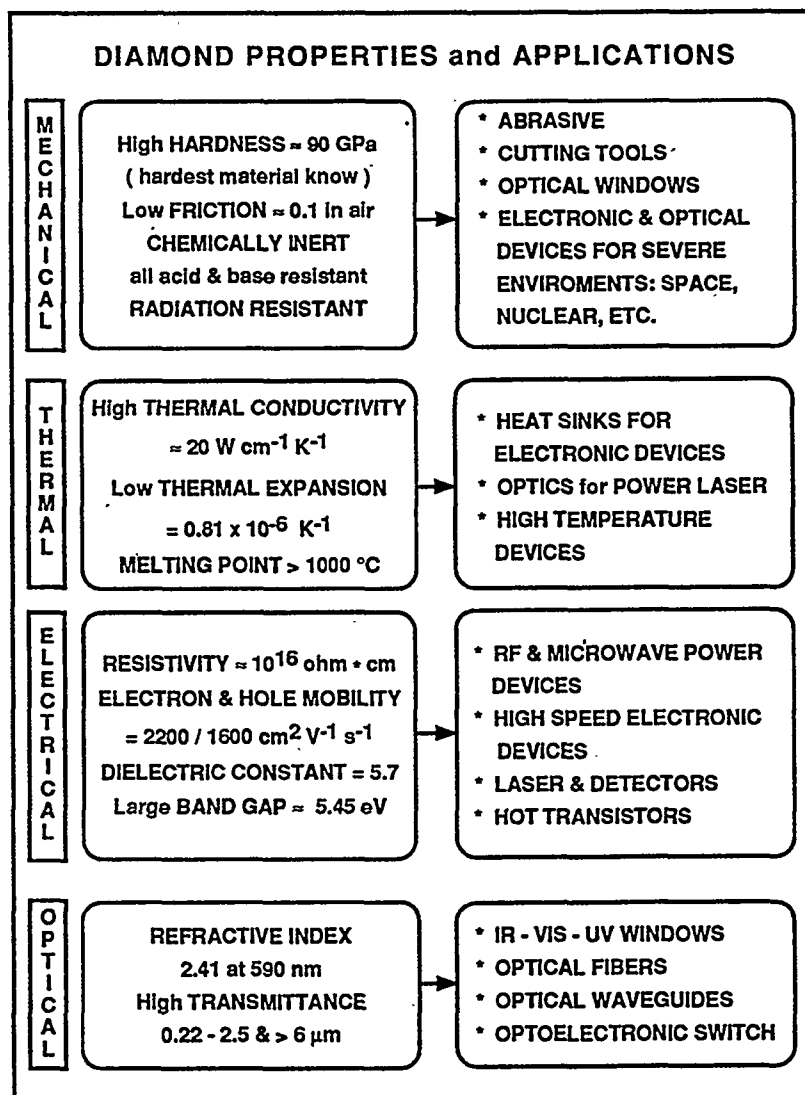 DIAMOND PROPERTIES and APPLICATIONS
MECHANICAL
High HARDNESS ≈ 90 GPa
( hardest material know )
Low FRICTION ≈ 0.1 in air
CHEMICALLY INERT
all acid & base resistant
RADIATION RESISTANT
* ABRASIVE
* CUTTING TOOLS
* OPTICAL WINDOWS
* ELECTRONIC & OPTICAL
DEVICES FOR SEVERE
ENVIROMENTS: SPACE,
NUCLEAR, ETC.
THERMAL
High THERMAL CONDUCTIVITY
≈ 20 W cm⁻¹ K⁻¹
Low THERMAL EXPANSION
= 0.81 x 10⁻⁶ K⁻¹
MELTING POINT > 1000 °C
* HEAT SINKS FOR
ELECTRONIC DEVICES
* OPTICS for POWER LASER
* HIGH TEMPERATURE
DEVICES
ELECTRICAL
RESISTIVITY ≈ 10¹⁶ ohm * cm
ELECTRON & HOLE MOBILITY
= 2200 / 1600 cm² V⁻¹ s⁻¹
DIELECTRIC CONSTANT = 5.7
Large BAND GAP ≈ 5.45 eV
* RF & MICROWAVE POWER
DEVICES
* HIGH SPEED ELECTRONIC
DEVICES
* LASER & DETECTORS
* HOT TRANSISTORS
OPTICAL
REFRACTIVE INDEX
2.41 at 590 nm
High TRANSMITTANCE
0.22 - 2.5 & > 6 μm
* IR - VIS - UV WINDOWS
* OPTICAL FIBERS
* OPTICAL WAVEGUIDES
* OPTOELECTRONIC SWITCH